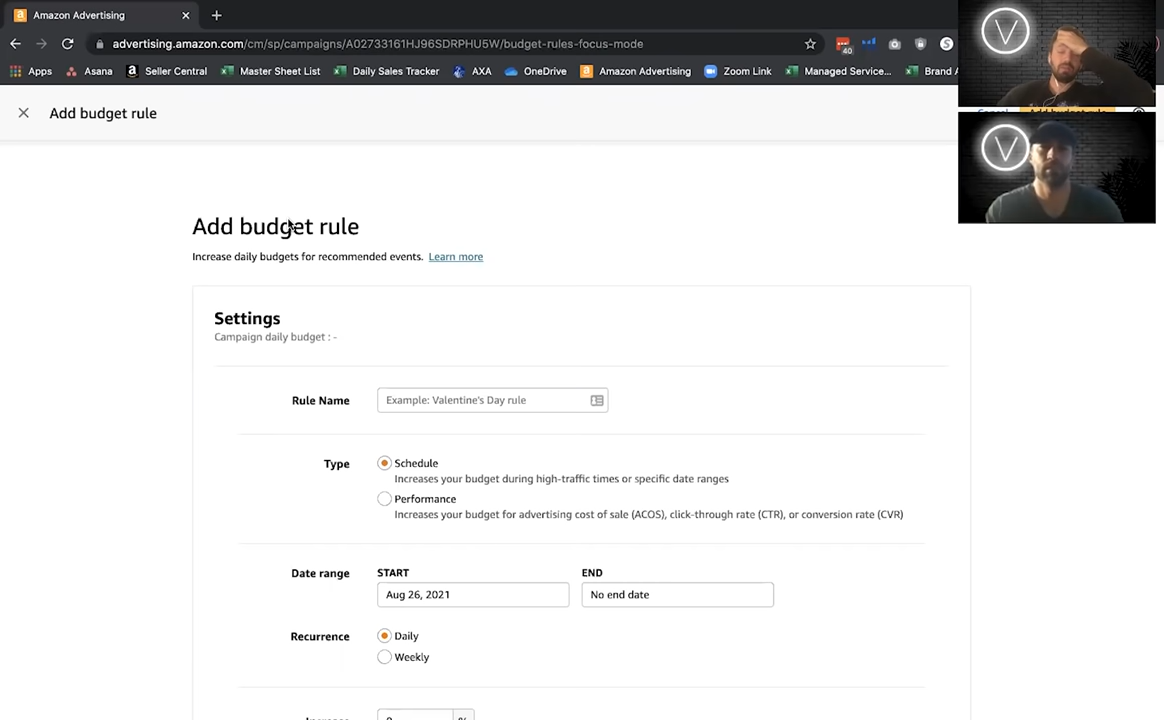 Amazon Advertising
advertising.amazon.com/cm/sp/campaigns/A02733161HJ96SDRPHU5W/budget-rules-focus-mode
40
Apps Asana Seller Central Master Sheet List Daily Sales Tracker AXA OneDrive Amazon Advertising Zoom Link Managed Service... Brand A
Add budget rule
Add budget rule
Increase daily budgets for recommended events. Learn more
Settings
Campaign daily budget : -
Rule Name Example: Valentine's Day rule
Type Schedule
Increases your budget during high-traffic times or specific date ranges
Performance
Increases your budget for advertising cost of sale (ACOS), click-through rate (CTR), or conversion rate (CVR)
START END
Date range Aug 26, 2021 No end date
Recurrence Daily
Weekly
V
V